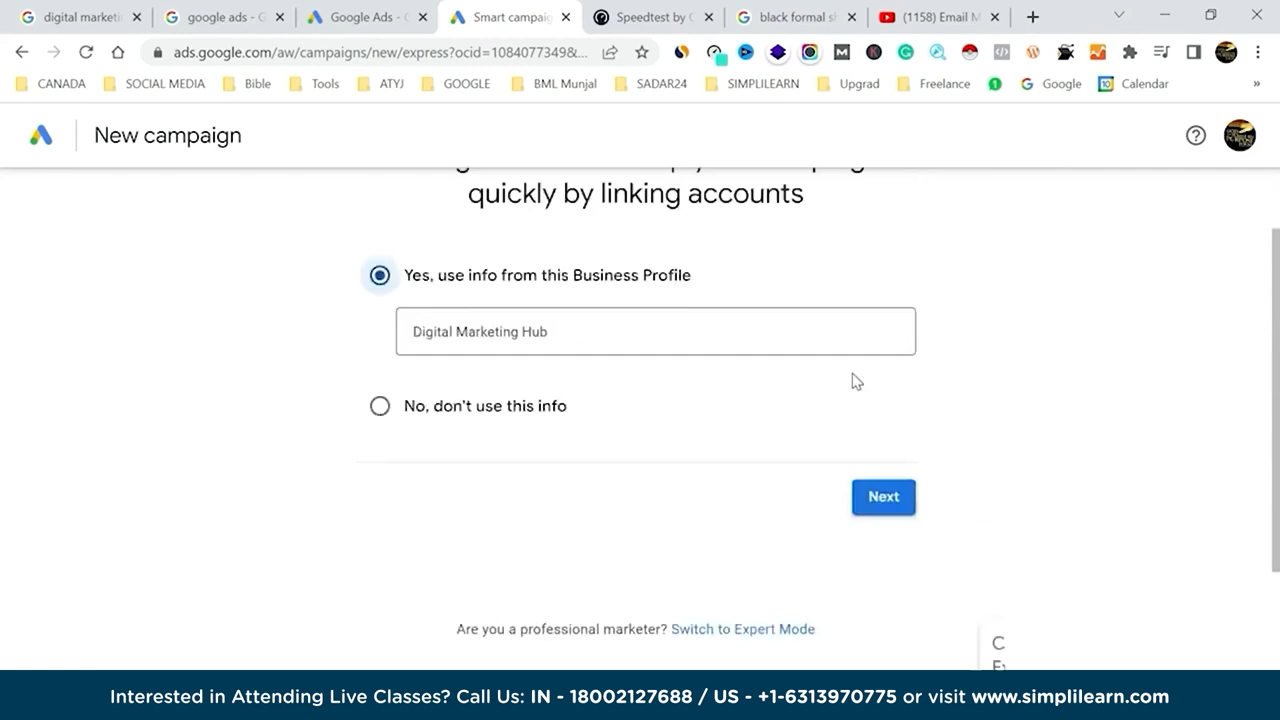 digital marketi
google ads - G
Google Ads - G
Smart campaig
Speedtest by O
black formal sh
(1158) Email M
ads.google.com/aw/campaigns/new/express?ocid=1084077349&...
CANADA
SOCIAL MEDIA
Bible
Tools
ATYJ
GOOGLE
BML Munjal
SADAR24
SIMPLILEARN
Upgrad
Freelance
Google
Calendar
New campaign
quickly by linking accounts
Yes, use info from this Business Profile
Digital Marketing Hub
No, don't use this info
Next
Are you a professional marketer? Switch to Expert Mode
Interested in Attending Live Classes? Call Us: IN - 18002127688 / US - +1-6313970775 or visit www.simplilearn.com